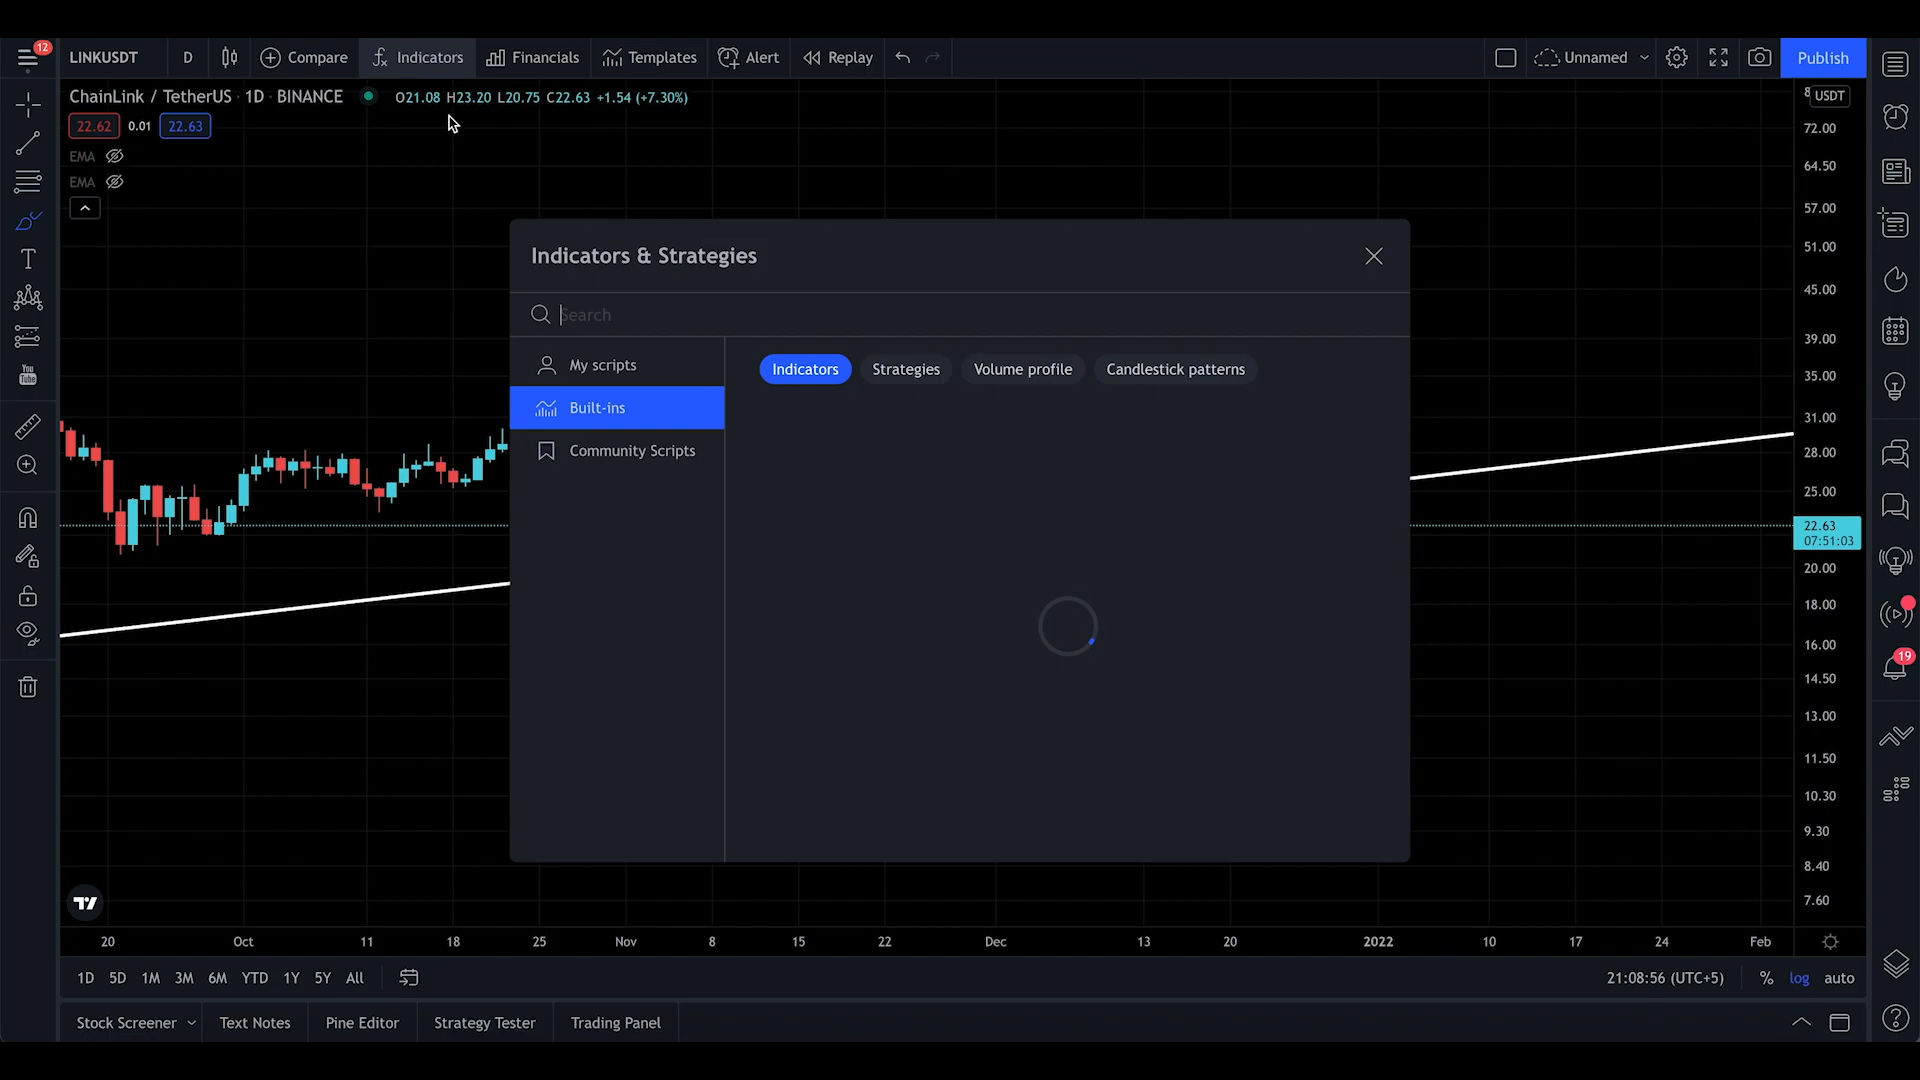 12
LINKUSDT D Compare Indicators Financials Templates Alert Replay Unnamed Publish
ChainLink / TetherUS · 1D · BINANCE O21.08 H23.20 L20.75 C22.63 +1.54 (+7.30%)
22.62 0.01 22.63
EMA
EMA
8 USDT
72.00
64.50
57.00
51.00
45.00
39.00
35.00
31.00
28.00
25.00
22.63
07:51:03
20.00
18.00
16.00
14.50
13.00
11.50
10.30
9.30
8.40
7.60
Indicators & Strategies
Search
My scripts
Built-ins
Community Scripts
Indicators Strategies Volume profile Candlestick patterns
T
You
Tube
19
20 Oct 11 18 25 Nov 8 15 22 Dec 13 20 2022 10 17 24 Feb
1D 5D 1M 3M 6M YTD 1Y 5Y All 21:08:56 (UTC+5) % log auto
Stock Screener Text Notes Pine Editor Strategy Tester Trading Panel